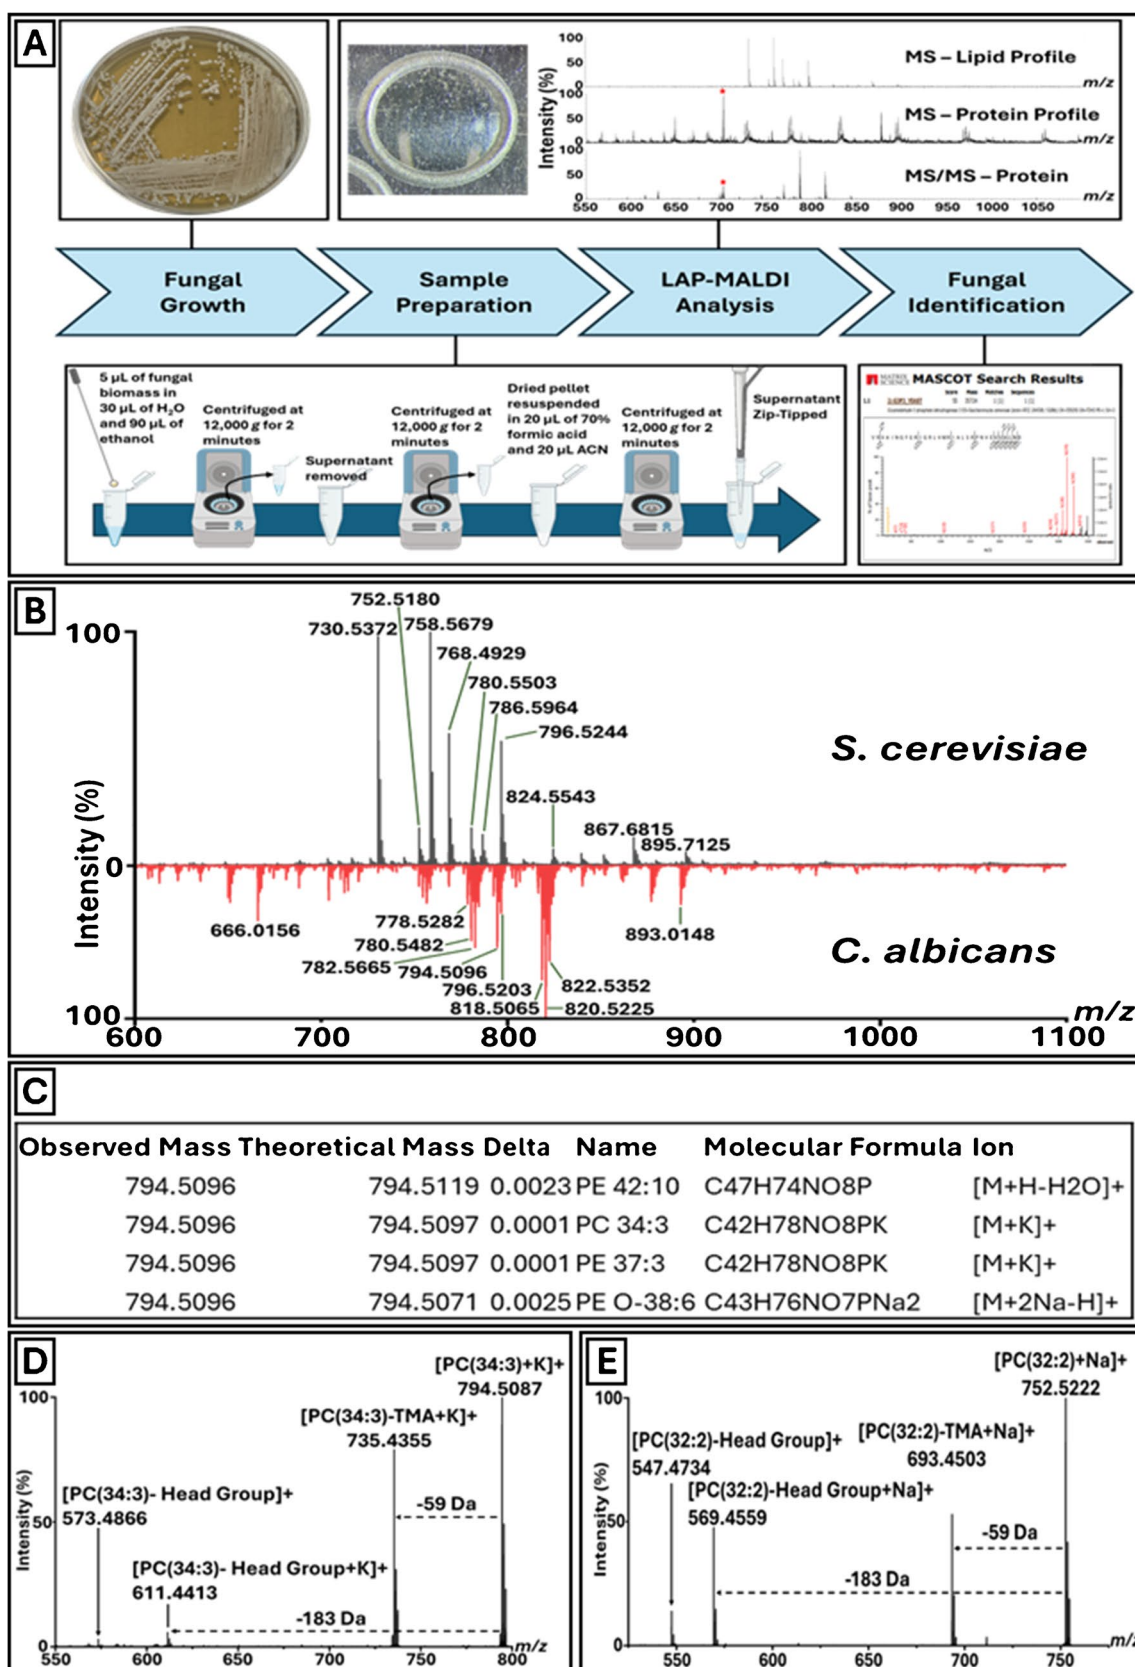 A
100
50
0
MS – Lipid Profile
m/z
Intensity (%)
100
50
0
MS – Protein Profile
m/z
100
50
0
MS/MS – Protein
550 600 650 700 750 800 850 900 950 1000 1050
m/z
Fungal
Growth
Sample
Preparation
LAP-MALDI
Analysis
Fungal
Identification
5 µL of fungal
biomass in
30 µL of H2O
and 90 µL of
ethanol
Centrifuged at
12,000 g for 2
minutes
Supernatant
removed
Centrifuged at
12,000 g for 2
minutes
Dried pellet
resuspended
in 20 µL of 70%
formic acid
and 20 µL ACN
Centrifuged at
12,000 g for 2
minutes
Supernatant
Zip-Tipped
MATRIX
SCIENCE
MASCOT Search Results
B
752.5180
730.5372
758.5679
768.4929
780.5503
786.5964
796.5244
824.5543
867.6815
895.7125
S. cerevisiae
100
0
100
Intensity (%)
666.0156
778.5282
780.5482
782.5665
794.5096
796.5203
818.5065
822.5352
820.5225
893.0148
C. albicans
m/z
600 700 800 900 1000 1100
C
Observed Mass Theoretical Mass Delta Name Molecular Formula Ion
794.5096 794.5119 0.0023 PE 42:10 C47H74NO8P [M+H-H2O]+
794.5096 794.5097 0.0001 PC 34:3 C42H78NO8PK [M+K]+
794.5096 794.5097 0.0001 PE 37:3 C42H78NO8PK [M+K]+
794.5096 794.5071 0.0025 PE O-38:6 C43H76NO7PNa2 [M+2Na-H]+
D
[PC(34:3)+K]+
794.5087
100
[PC(34:3)-TMA+K]+
735.4355
[PC(34:3)- Head Group]+
573.4866
-59 Da
50
[PC(34:3)- Head Group+K]+
611.4413
-183 Da
0
Intensity (%)
m/z
550 600 650 700 750 800
E
[PC(32:2)+Na]+
752.5222
100
[PC(32:2)-Head Group]+
547.4734
[PC(32:2)-TMA+Na]+
693.4503
[PC(32:2)-Head Group+Na]+
569.4559
50
-59 Da
-183 Da
0
Intensity (%)
m/z
550 600 650 700 750